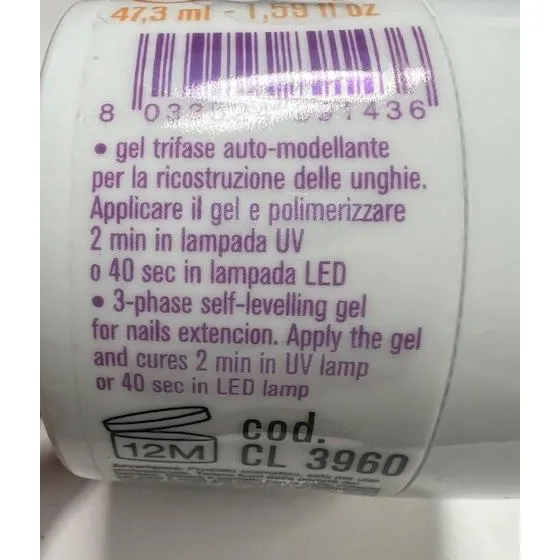 47,3 ml - 1,59 fl oz
8 03 1436
• gel trifase auto-modellante
per la ricostruzione delle unghie.
Applicare il gel e polimerizzare
2 min in lampada UV
o 40 sec in lampada LED
• 3-phase self-levelling gel
for nails extencion. Apply the gel
and cures 2 min in UV lamp
or 40 sec in LED lamp
12M
cod.
CL 3960